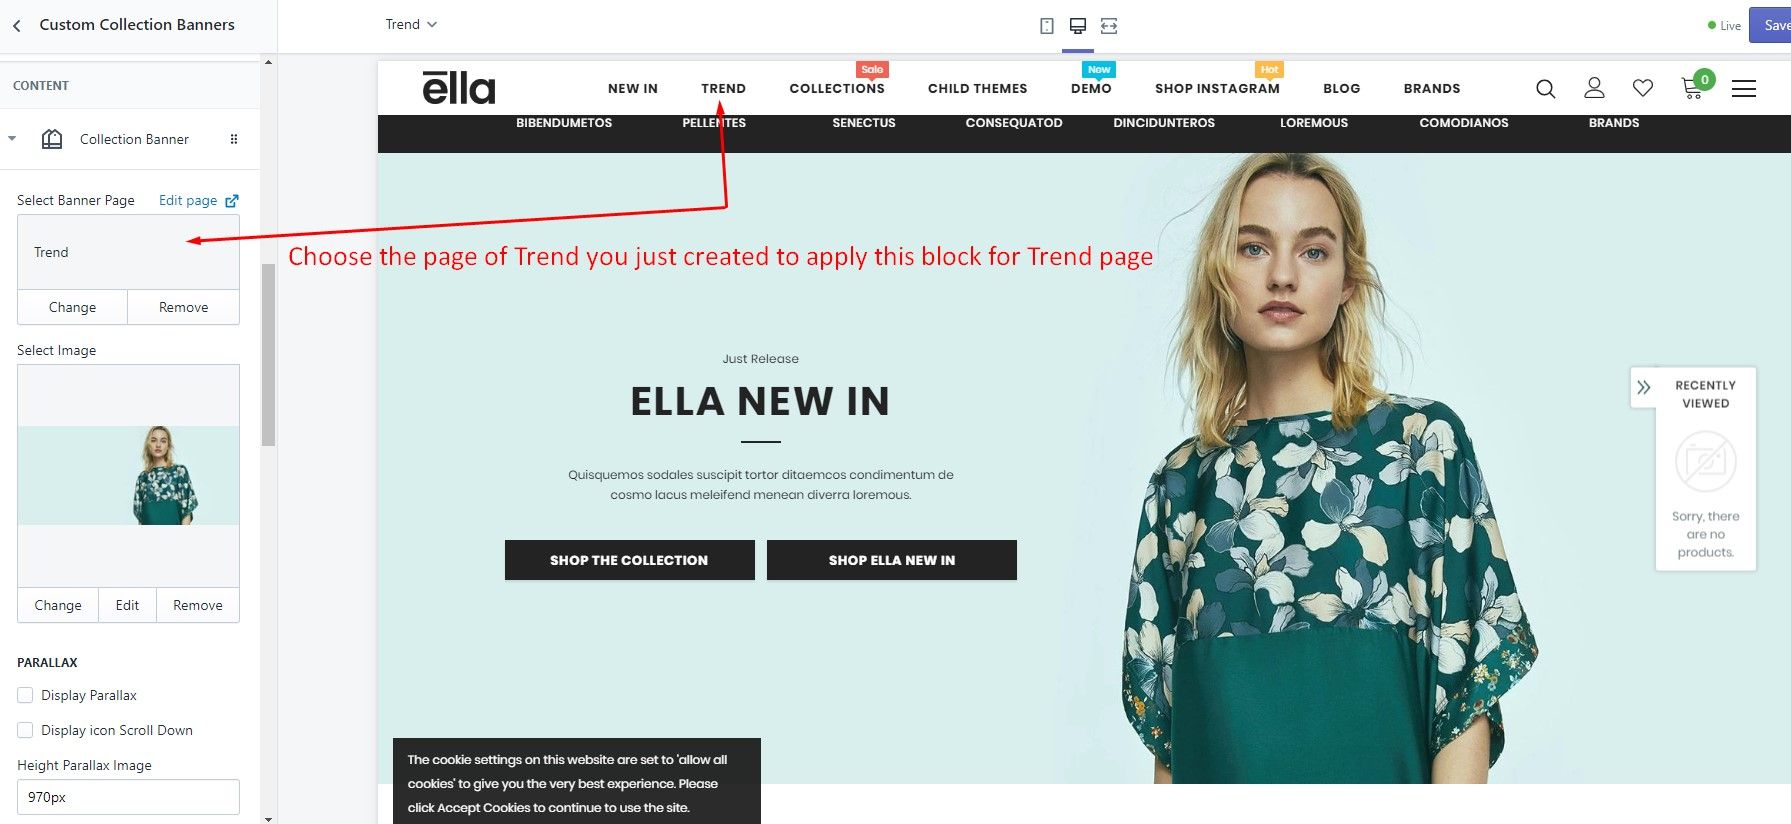 Custom Collection Banners
Trend
Live
Save
CONTENT
Collection Banner
Select Banner Page
Edit page
Trend
Change
Remove
Select Image
Change
Edit
Remove
PARALLAX
Display Parallax
Display icon Scroll Down
Height Parallax Image
970px
ella
Sale
New
Hot
NEW IN
TREND
COLLECTIONS
CHILD THEMES
DEMO
SHOP INSTAGRAM
BLOG
BRANDS
0
BIBENDUMETOS
PELLENTES
SENECTUS
CONSEQUATOD
DINCIDUNTEROS
LOREMOUS
COMODIANOS
BRANDS
Choose the page of Trend you just created to apply this block for Trend page
Just Release
ELLA NEW IN
Quisquemos sodales suscipit tortor ditaemcos condimentum de
cosmo lacus meleifend menean diverra loremous.
SHOP THE COLLECTION
SHOP ELLA NEW IN
RECENTLY
VIEWED
Sorry, there
are no
products.
The cookie settings on this website are set to 'allow all
cookies' to give you the very best experience. Please
click Accept Cookies to continue to use the site.